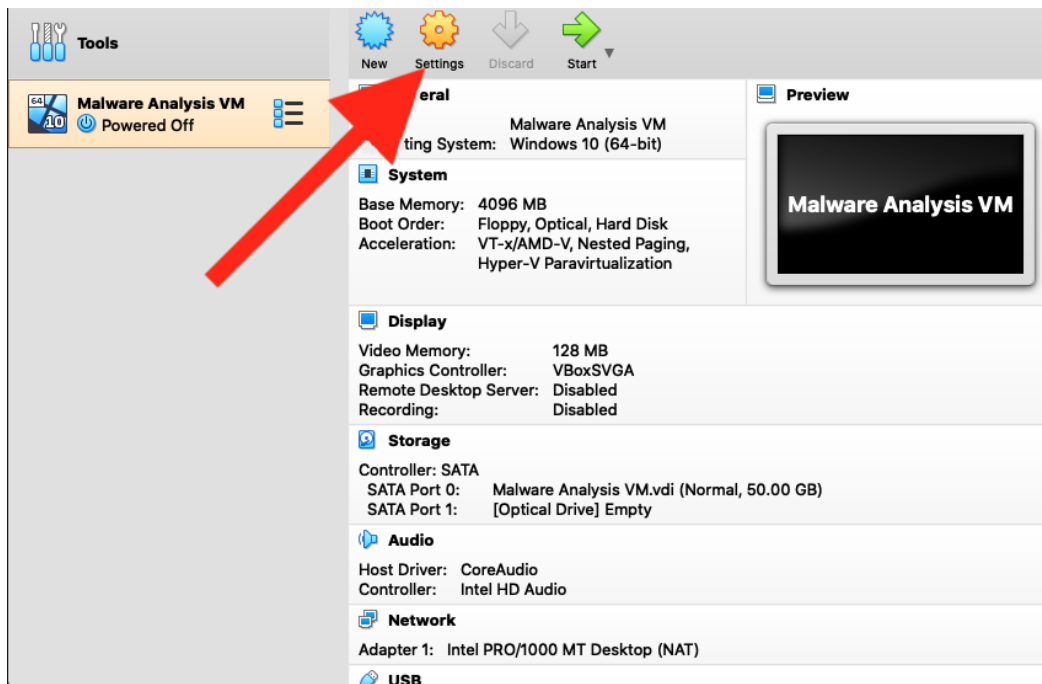 Tools
New Settings Discard Start
64
10
Malware Analysis VM
Powered Off
eral
Malware Analysis VM
ting System: Windows 10 (64-bit)
Preview
Malware Analysis VM
System
Base Memory: 4096 MB
Boot Order: Floppy, Optical, Hard Disk
Acceleration: VT-x/AMD-V, Nested Paging,
Hyper-V Paravirtualization
Display
Video Memory: 128 MB
Graphics Controller: VBoxSVGA
Remote Desktop Server: Disabled
Recording: Disabled
Storage
Controller: SATA
SATA Port 0: Malware Analysis VM.vdi (Normal, 50.00 GB)
SATA Port 1: [Optical Drive] Empty
Audio
Host Driver: CoreAudio
Controller: Intel HD Audio
Network
Adapter 1: Intel PRO/1000 MT Desktop (NAT)
USB